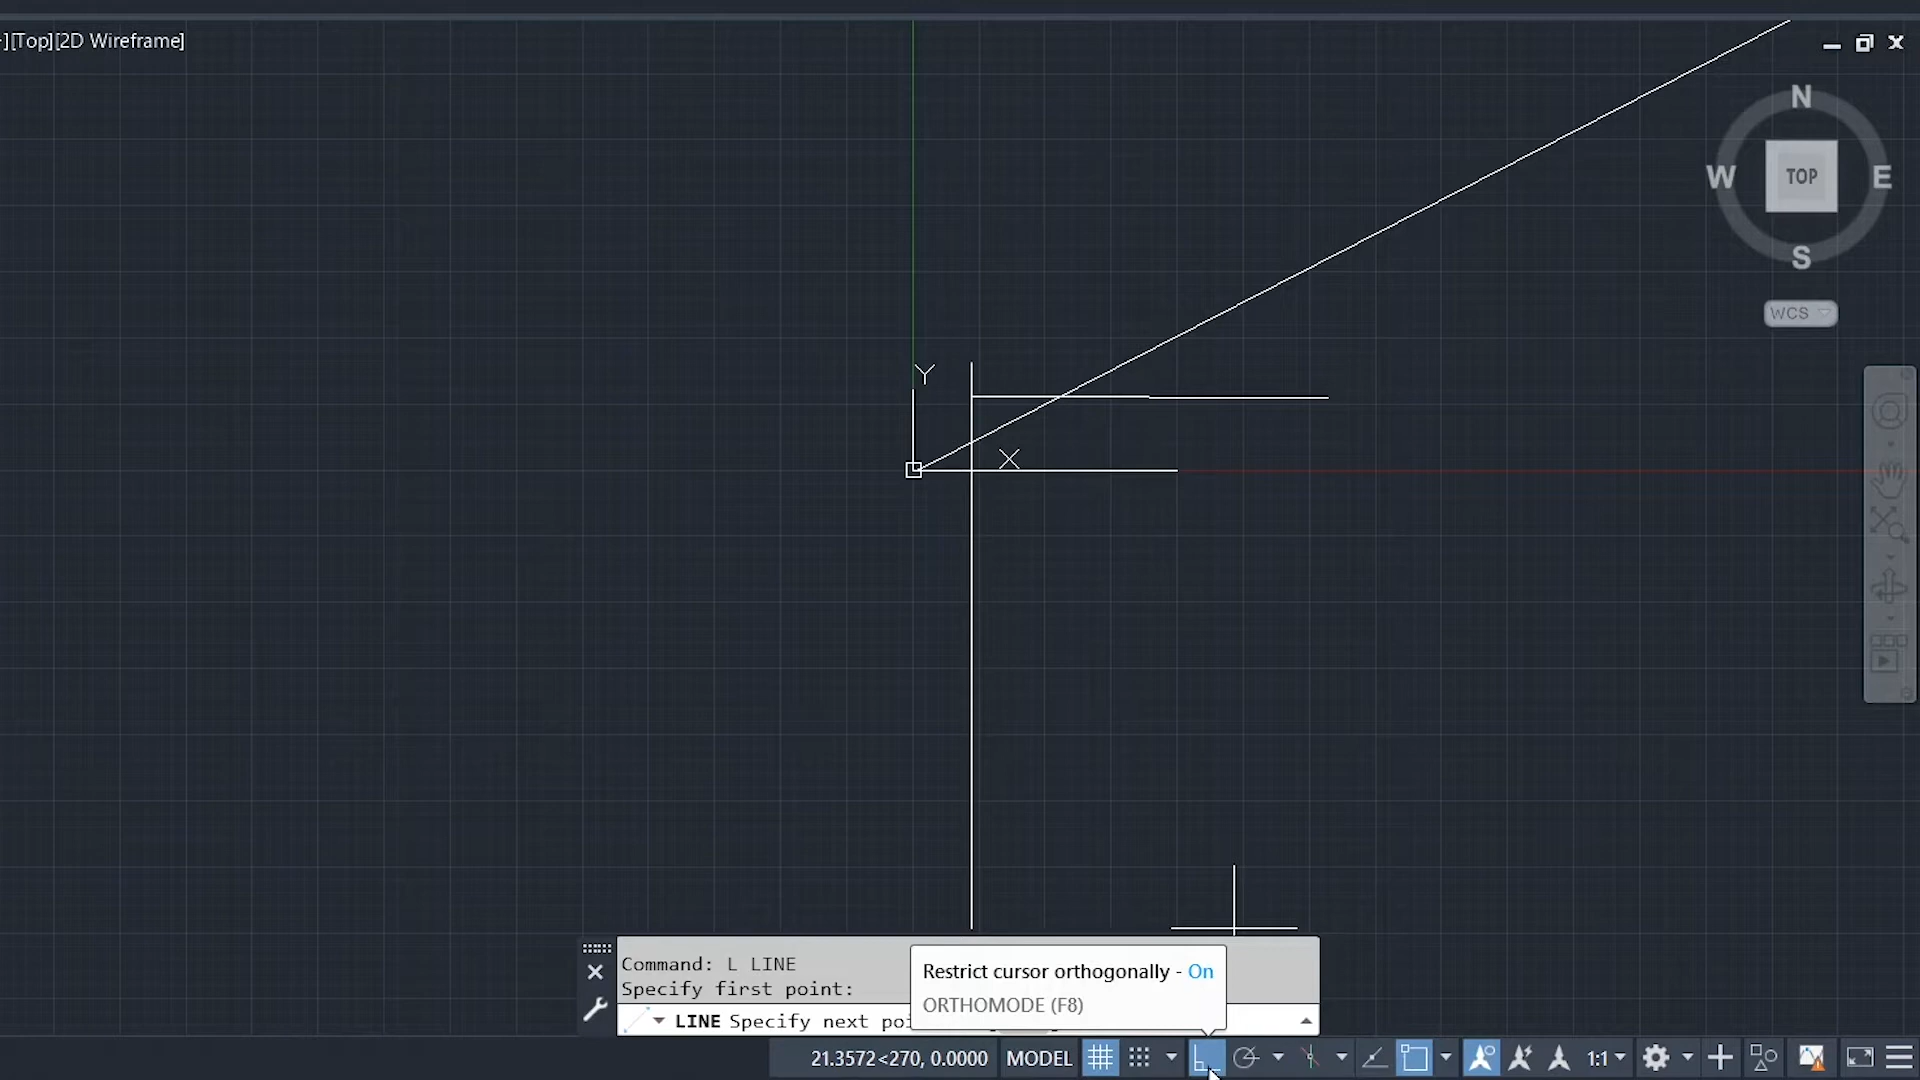 -][Top][2D Wireframe]
N
W
TOP
E
S
WCS
Y
X
Command: L LINE
Specify first point:
LINE Specify next poi
Restrict cursor orthogonally - On
ORTHOMODE (F8)
21.3572<270, 0.0000
MODEL
1:1